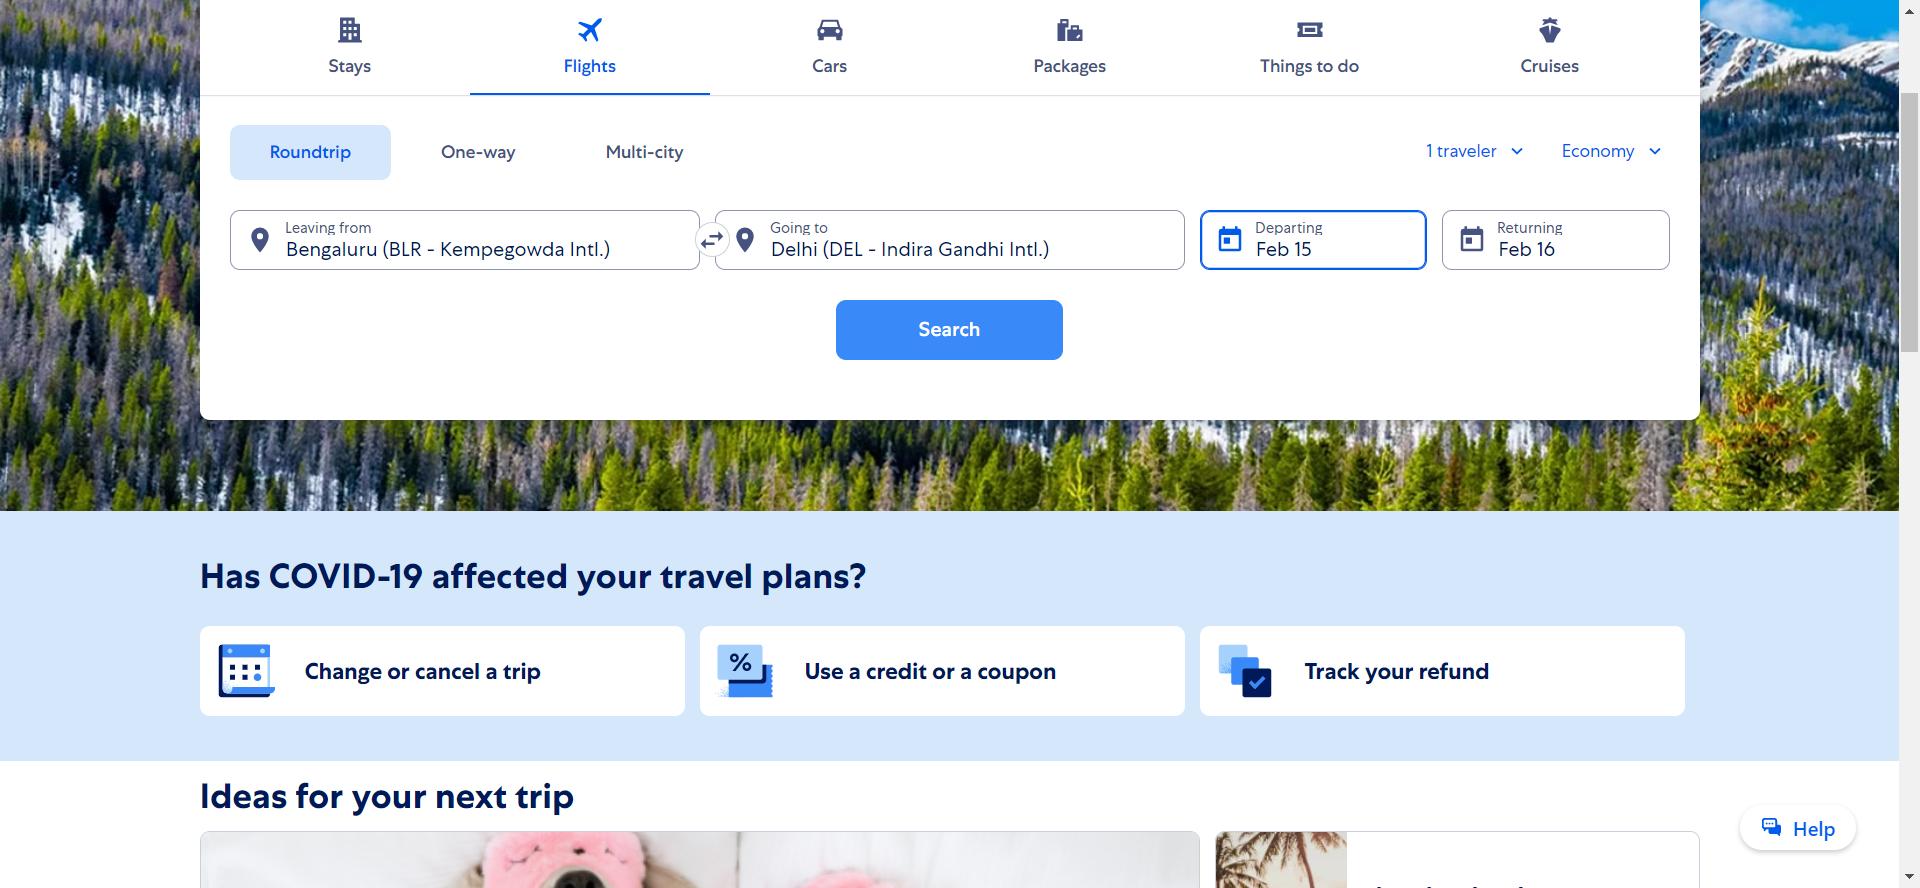 Stays
Flights
Cars
Packages
Things to do
Cruises
Roundtrip
One-way
Multi-city
1 traveler
Economy
Leaving from
Bengaluru (BLR - Kempegowda Intl.)
Going to
Delhi (DEL - Indira Gandhi Intl.)
Departing
Feb 15
Returning
Feb 16
Search
Has COVID-19 affected your travel plans?
Change or cancel a trip
%
Use a credit or a coupon
Track your refund
Ideas for your next trip
Help